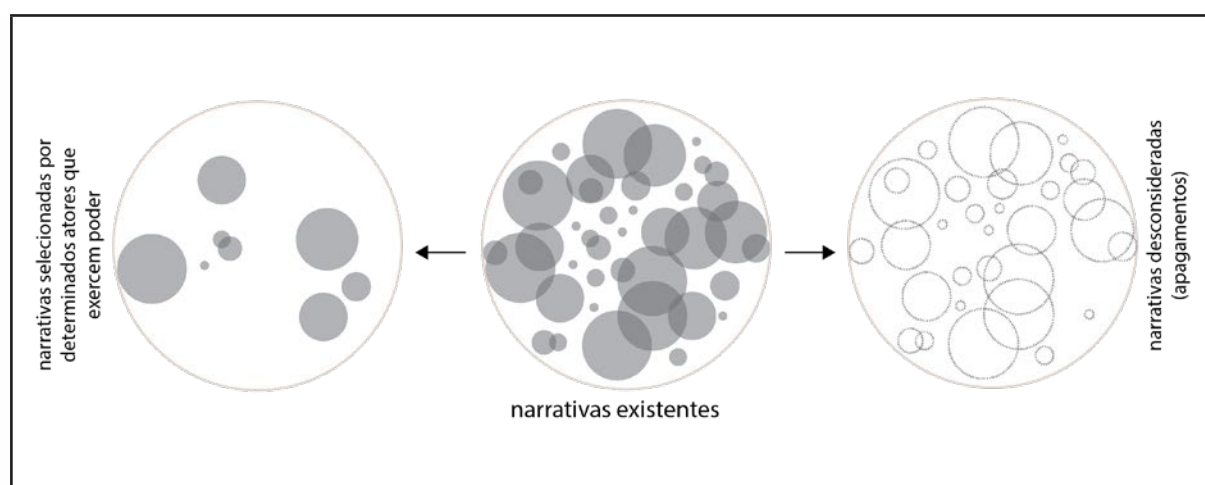 narrativas selecionadas por
determinados atores que
exercem poder
narrativas existentes
narrativas desconsideradas
(apagamentos)